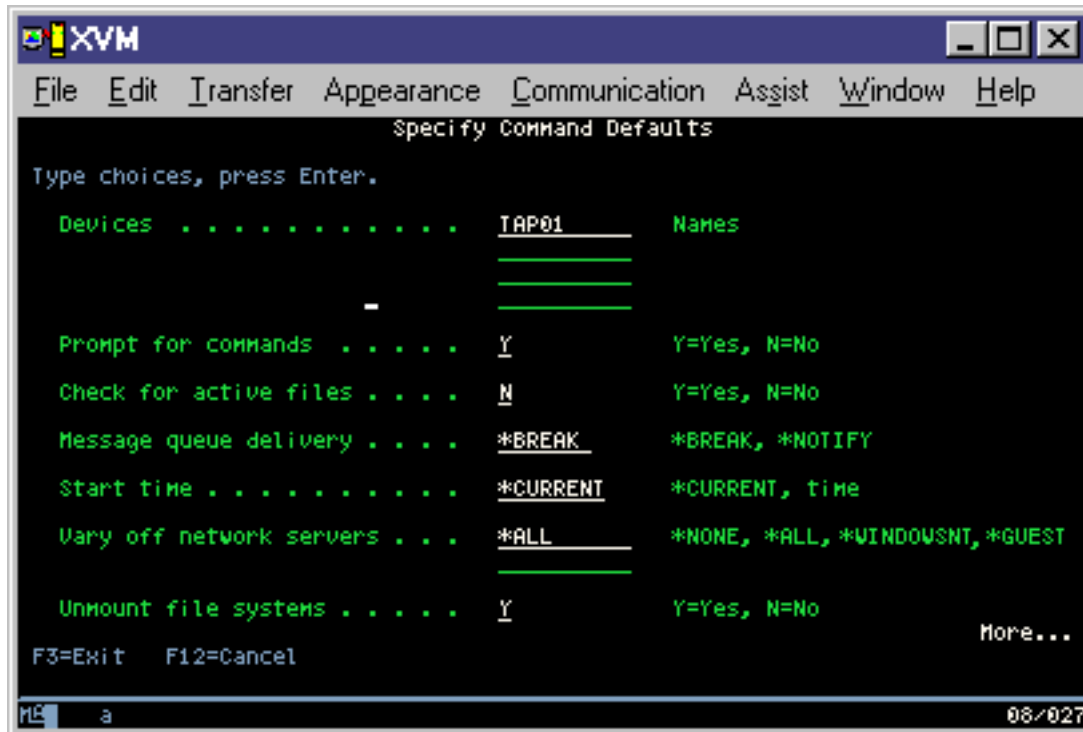 XVM
File Edit Transfer Appearance Communication Assist Window Help
Specify Command Defaults
Type choices, press Enter.
Devices . . . . . . . . . . . TAP01 Names
Prompt for commands . . . . . Y Y=Yes, N=No
Check for active files . . . . N Y=Yes, N=No
Message queue delivery . . . . *BREAK *BREAK, *NOTIFY
Start time . . . . . . . . . . *CURRENT *CURRENT, time
Vary off network servers . . . *ALL *NONE, *ALL, *WINDOWSNT, *GUEST
Unmount file systems . . . . . Y Y=Yes, N=No
More...
F3=Exit F12=Cancel
MA a 08/027